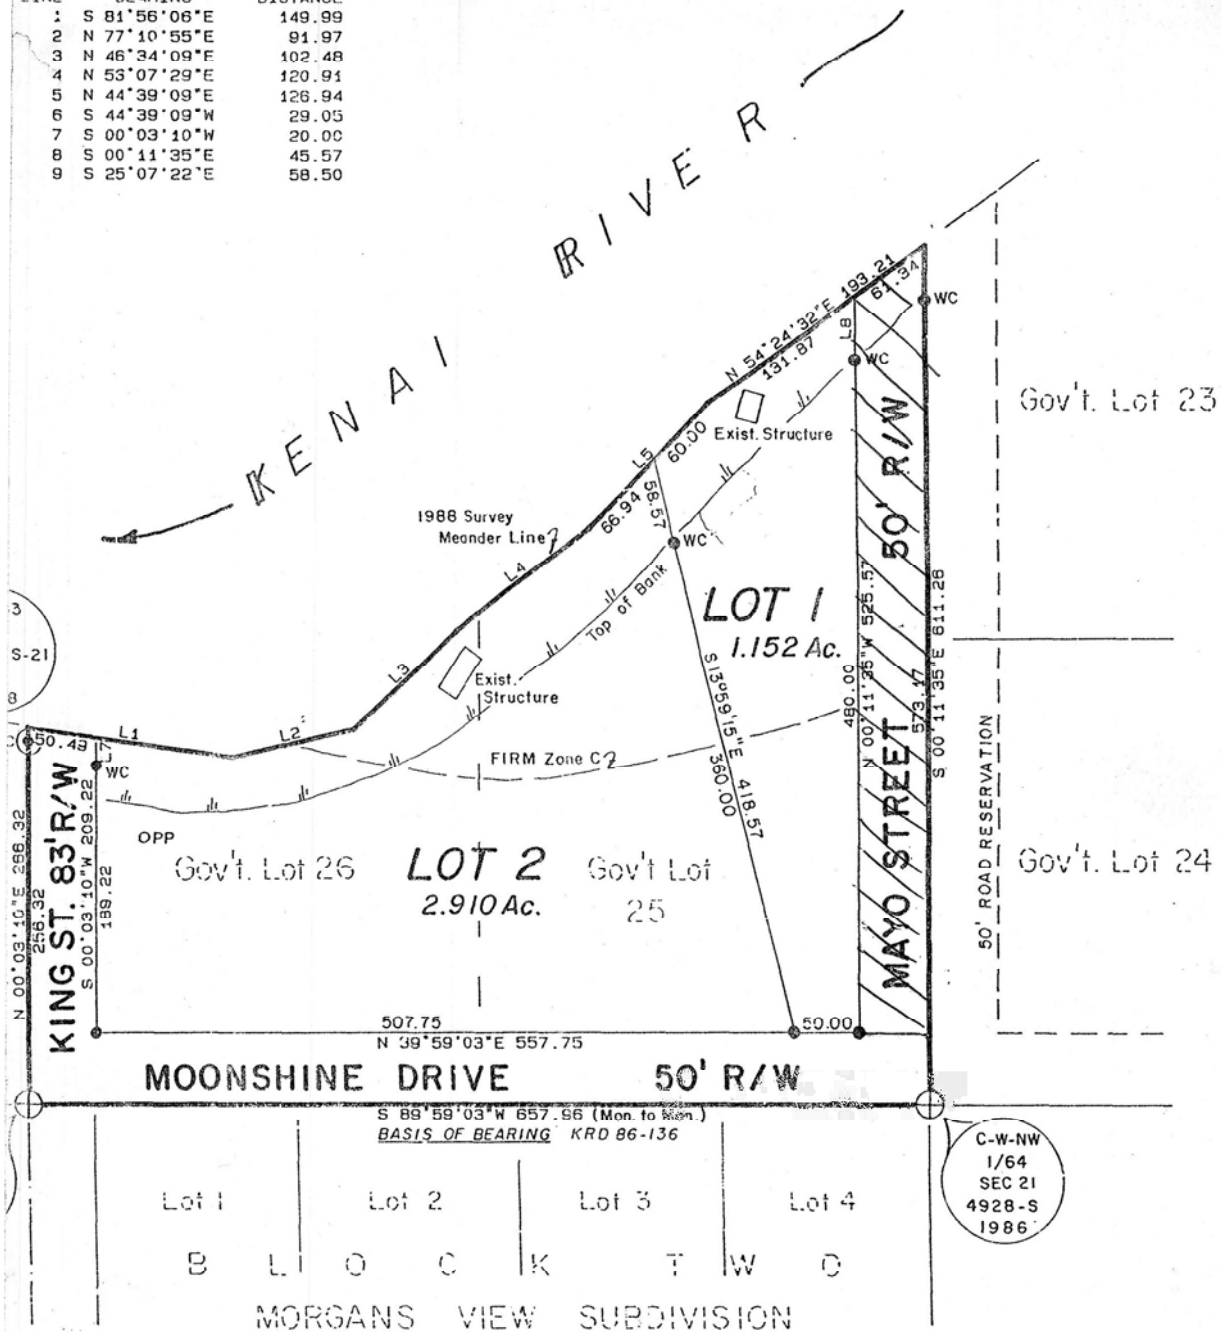 1 S 81°56'06"E 149.99
2 N 77°10'55"E 91.97
3 N 46°34'09"E 102.48
4 N 53°07'29"E 120.91
5 N 44°39'09"E 126.94
6 S 44°39'09"W 29.05
7 S 00°03'10"W 20.00
8 S 00°11'35"E 45.57
9 S 25°07'22"E 58.50
KENAI RIVER
N 54°24'32"E 193.21
61.34
131.87
WC
L8
WC
Gov't. Lot 23
Exist. Structure
L5
60.00
58.57
66.94
WC
1988 Survey
Meander Line
L4
Top of Bank
LOT 1
1.152 Ac.
MAYO STREET 50' R/W
N 00°11'35"W 525.57
480.00
573.17
S 00°11'35"E 611.26
3
S-21
8
L3
Exist.
Structure
S13°59'15"E 418.57
360.00
50.49
L1
L2
L7
WC
FIRM Zone C
OPP
50' ROAD RESERVATION
Gov't. Lot 26
LOT 2
2.910 Ac.
Gov't Lot
25
Gov't. Lot 24
KING ST. 83'R/W
N 00°03'10"E 266.32
256.32
S 00°03'10"W 209.22
189.22
507.75
50.00
N 39°59'03"E 557.75
MOONSHINE DRIVE 50' R/W
S 89°59'03"W 657.96 (Mon. to Mon.)
BASIS OF BEARING KRD 86-136
C-W-NW
1/64
SEC 21
4928-S
1986
Lot 1 Lot 2 Lot 3 Lot 4
BLOCK TWO
MORGANS VIEW SUBDIVISION